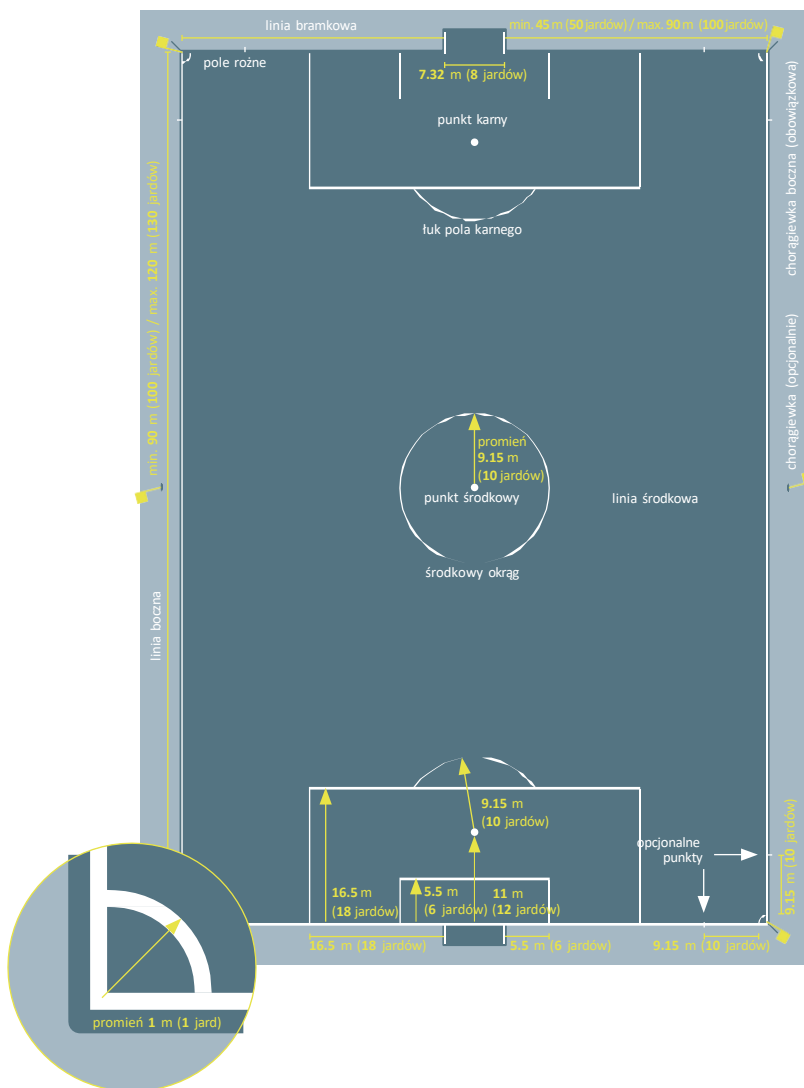 linia bramkowa
min. 45 m (50 jardów) / max. 90 m (100 jardów)
pole rożne
7.32 m (8 jardów)
punkt karny
łuk pola karnego
chorągiewka boczna (obowiązkowa)
min. 90 m (100 jardów) / max. 120 m (130 jardów)
chorągiewka (opcjonalnie)
promień
9.15 m
(10 jardów)
punkt środkowy
linia środkowa
środkowy okrąg
linia boczna
9.15 m
(10 jardów)
opcjonalne
punkty
9.15 m (10 jardów)
16.5 m
(18 jardów)
5.5 m
(6 jardów)
11 m
(12 jardów)
16.5 m (18 jardów)
5.5 m (6 jardów)
9.15 m (10 jardów)
promień 1 m (1 jard)